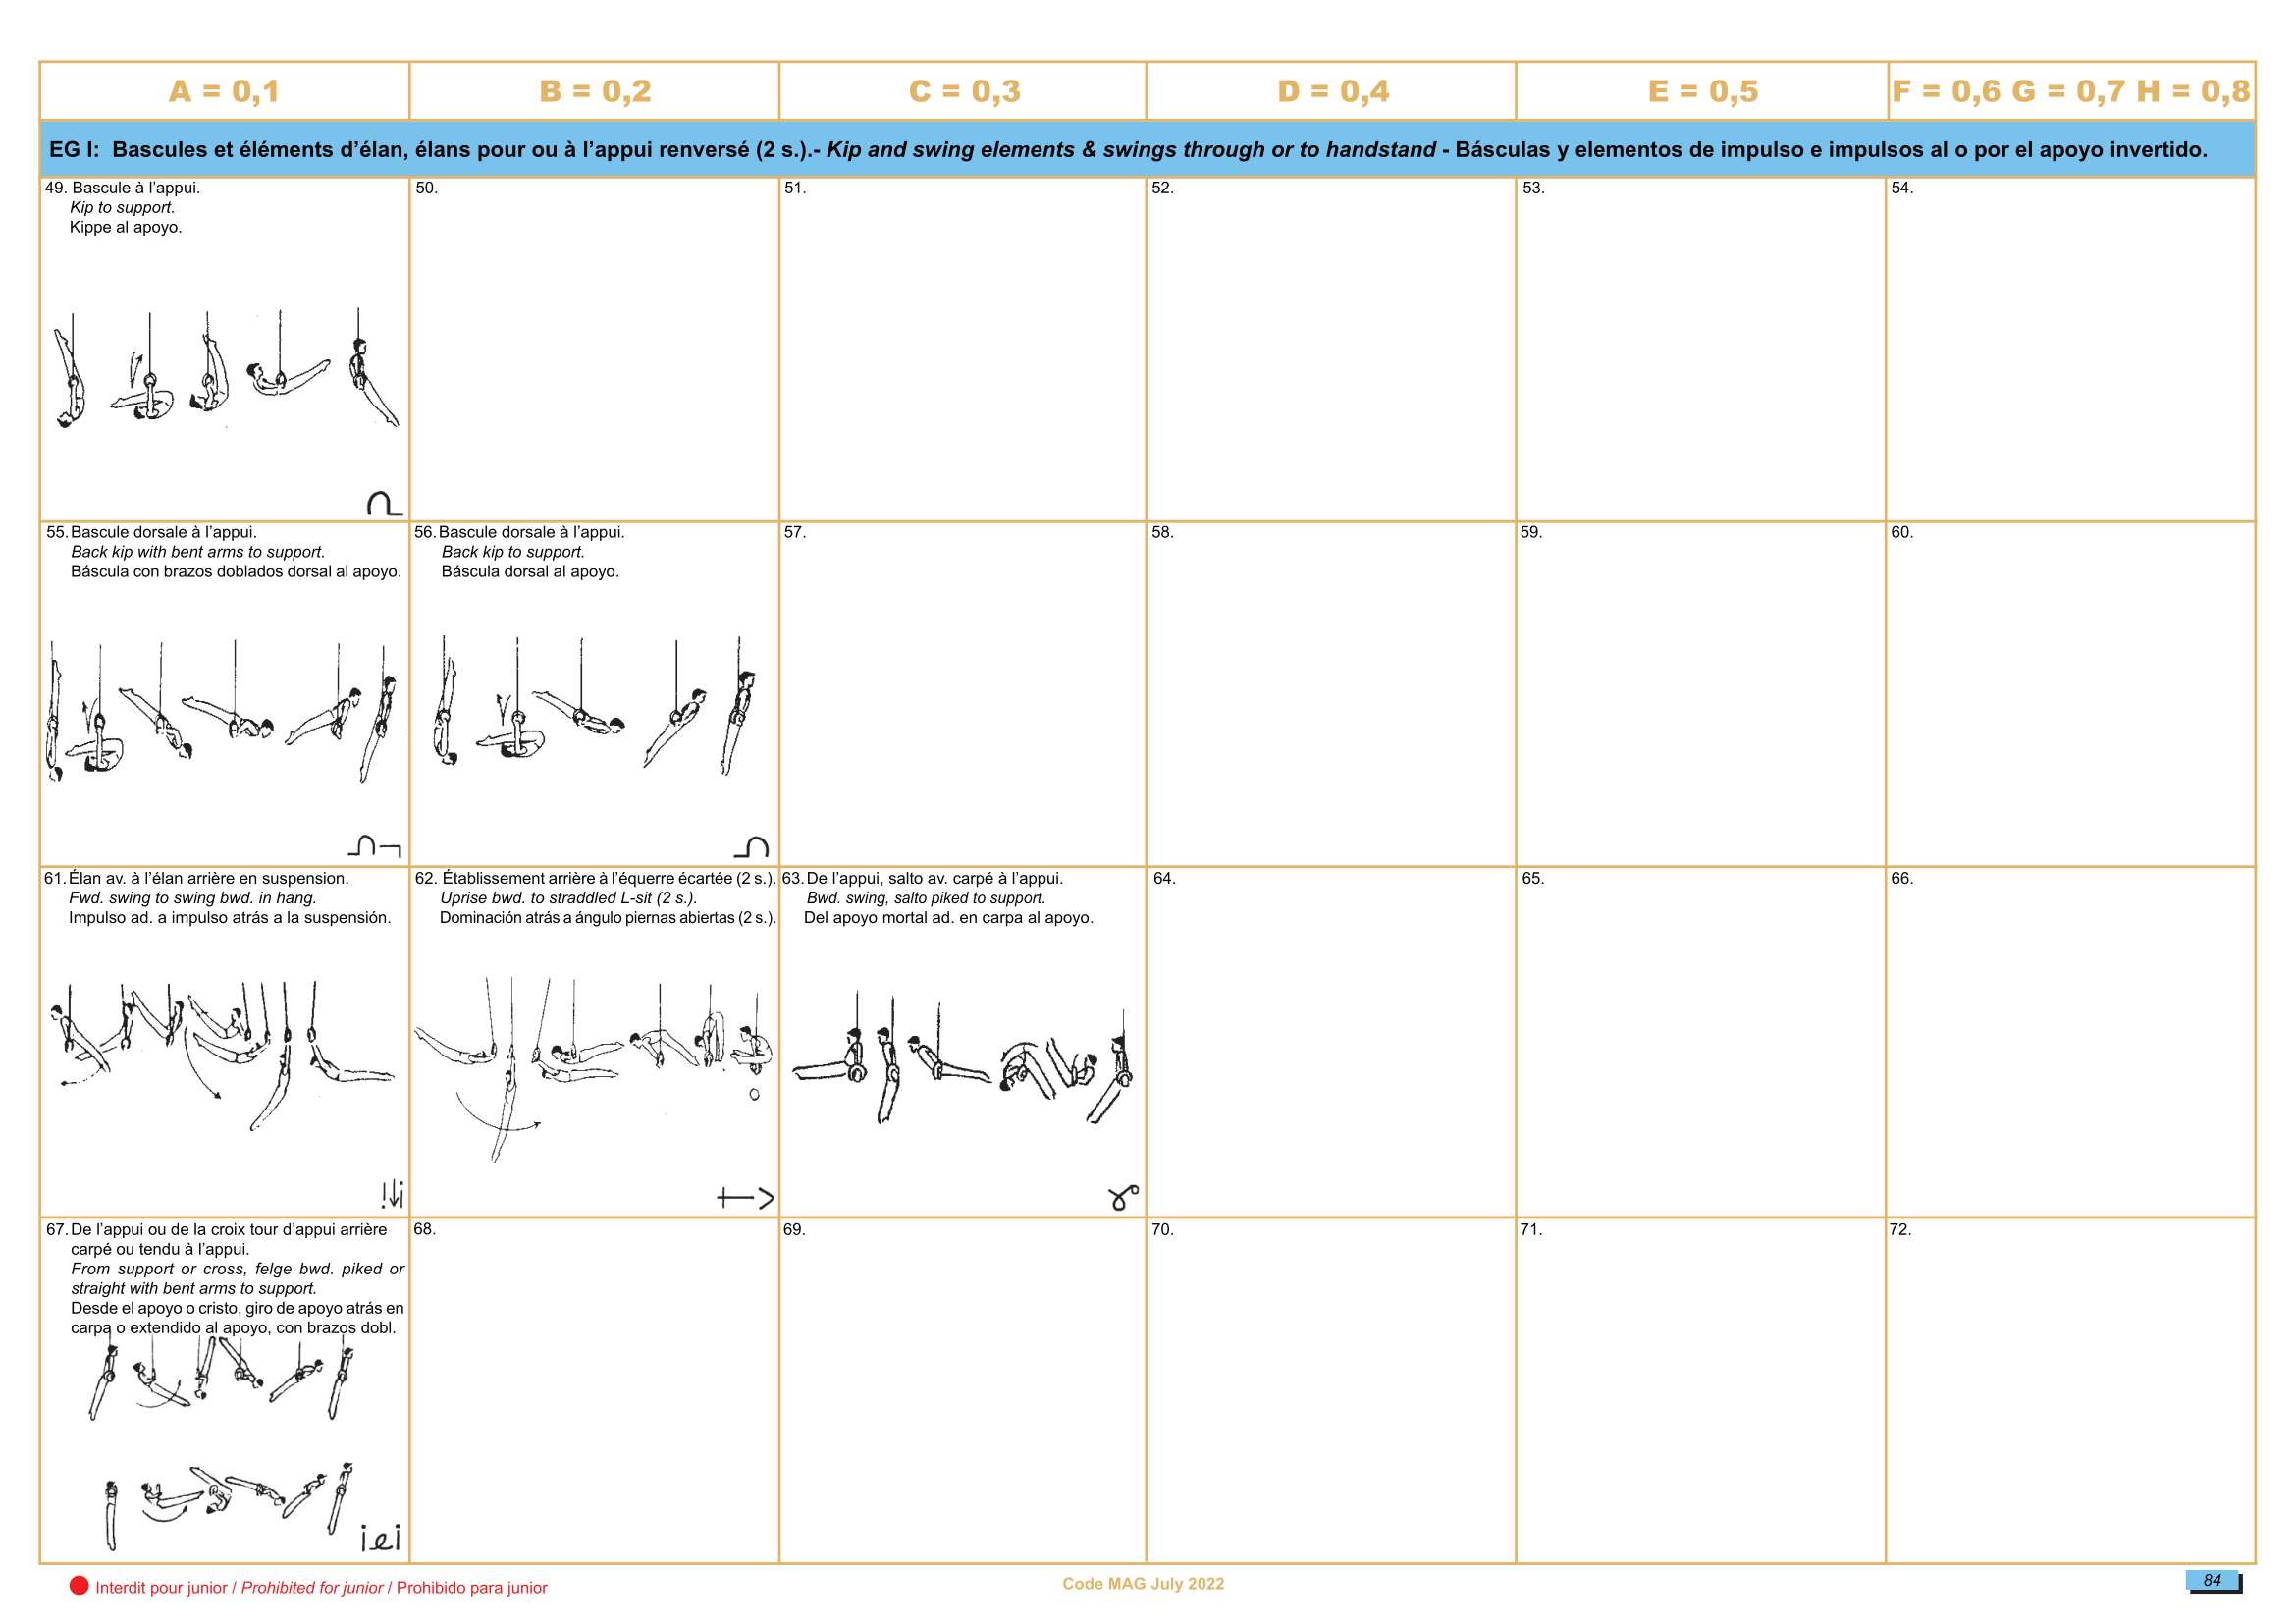 A = 0,1
B = 0,2
C = 0,3
D = 0,4
E = 0,5
F = 0,6 G = 0,7 H = 0,8
EG I: Bascules et éléments d’élan, élans pour ou à l’appui renversé (2 s.).- Kip and swing elements & swings through or to handstand - Básculas y elementos de impulso e impulsos al o por el apoyo invertido.
49. Bascule à l’appui.
Kip to support.
Kippe al apoyo.
50.
51.
52.
53.
54.
55. Bascule dorsale à l’appui.
Back kip with bent arms to support.
Báscula con brazos doblados dorsal al apoyo.
56. Bascule dorsale à l’appui.
Back kip to support.
Báscula dorsal al apoyo.
57.
58.
59.
60.
61. Élan av. à l’élan arrière en suspension.
Fwd. swing to swing bwd. in hang.
Impulso ad. a impulso atrás a la suspensión.
62. Établissement arrière à l’équerre écartée (2 s.).
Uprise bwd. to straddled L-sit (2 s.).
Dominación atrás a ángulo piernas abiertas (2 s.).
63. De l’appui, salto av. carpé à l’appui.
Bwd. swing, salto piked to support.
Del apoyo mortal ad. en carpa al apoyo.
64.
65.
66.
67. De l’appui ou de la croix tour d’appui arrière
carpé ou tendu à l’appui.
From support or cross, felge bwd. piked or
straight with bent arms to support.
Desde el apoyo o cristo, giro de apoyo atrás en
carpa o extendido al apoyo, con brazos dobl.
68.
69.
70.
71.
72.
Interdit pour junior / Prohibited for junior / Prohibido para junior
Code MAG July 2022
84